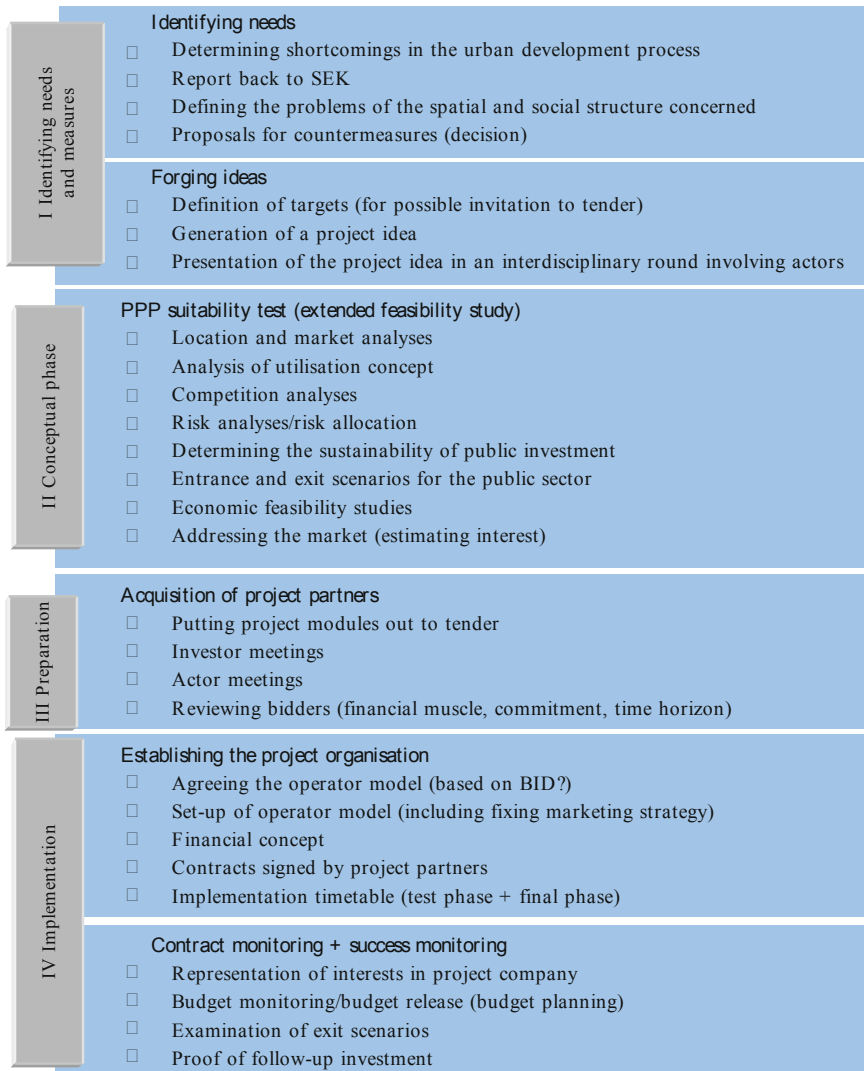 I Identifying needs
and measures
Identifying needs
Determining shortcomings in the urban development process
Report back to SEK
Defining the problems of the spatial and social structure concerned
Proposals for countermeasures (decision)
Forging ideas
Definition of targets (for possible invitation to tender)
Generation of a project idea
Presentation of the project idea in an interdisciplinary round involving actors
II Conceptual phase
PPP suitability test (extended feasibility study)
Location and market analyses
Analysis of utilisation concept
Competition analyses
Risk analyses/risk allocation
Determining the sustainability of public investment
Entrance and exit scenarios for the public sector
Economic feasibility studies
Addressing the market (estimating interest)
III Preparation
Acquisition of project partners
Putting project modules out to tender
Investor meetings
Actor meetings
Reviewing bidders (financial muscle, commitment, time horizon)
IV Implementation
Establishing the project organisation
Agreeing the operator model (based on BID?)
Set-up of operator model (including fixing marketing strategy)
Financial concept
Contracts signed by project partners
Implementation timetable (test phase + final phase)
Contract monitoring + success monitoring
Representation of interests in project company
Budget monitoring/budget release (budget planning)
Examination of exit scenarios
Proof of follow-up investment